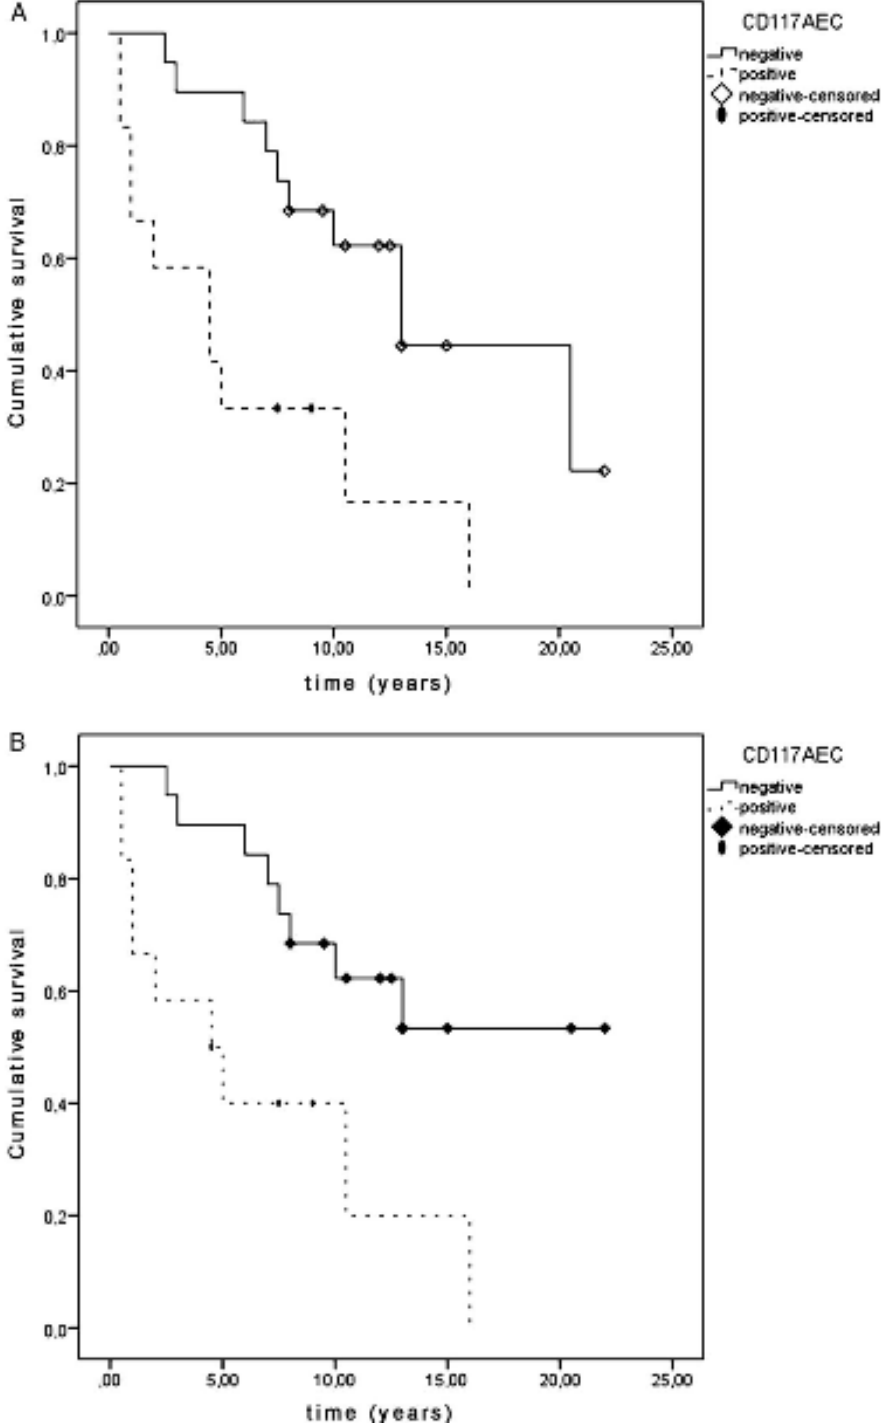 A
CD117AEC
negative
positive
negative-censored
positive-censored
1,0
0,8
0,6
0,4
0,2
0,0
Cumulative survival
,00 5,00 10,00 15,00 20,00 25,00
time (years)
B
CD117AEC
negative
positive
negative-censored
positive-censored
1,0
0,8
0,6
0,4
0,2
0,0
Cumulative survival
,00 5,00 10,00 15,00 20,00 25,00
time (years)